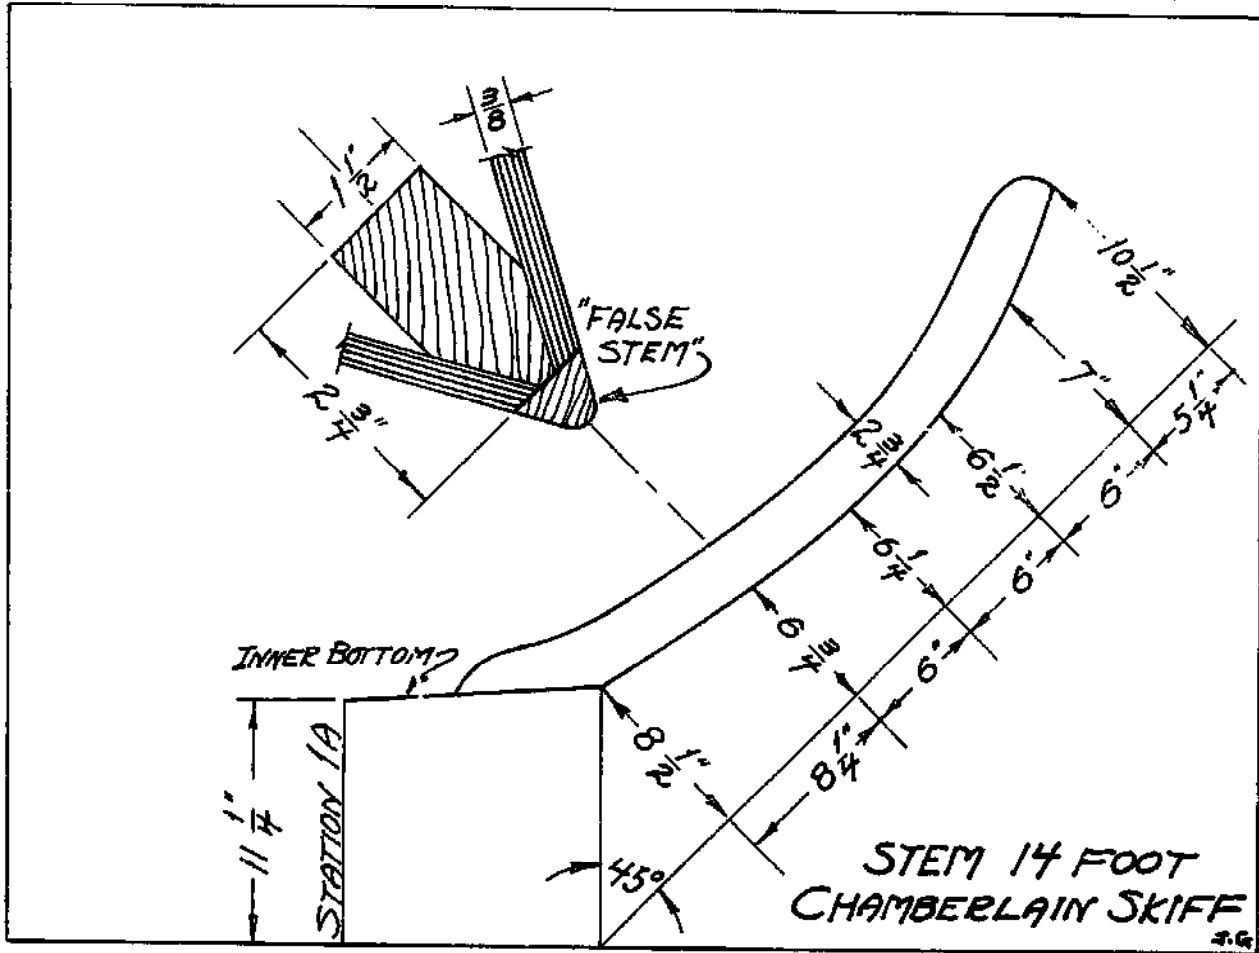 3/8
1 1/2"
"FALSE
STEM"
2 3/4"
10 1/2"
7"
5 1/4"
2 3/4
6 1/2"
6"
6 1/4
6"
6 3/4
6"
INNER BOTTOM
8 1/2"
8 1/4"
11 1/4"
STATION 1A
45°
STEM 14 FOOT
CHAMBERLAIN SKIFF
J.G